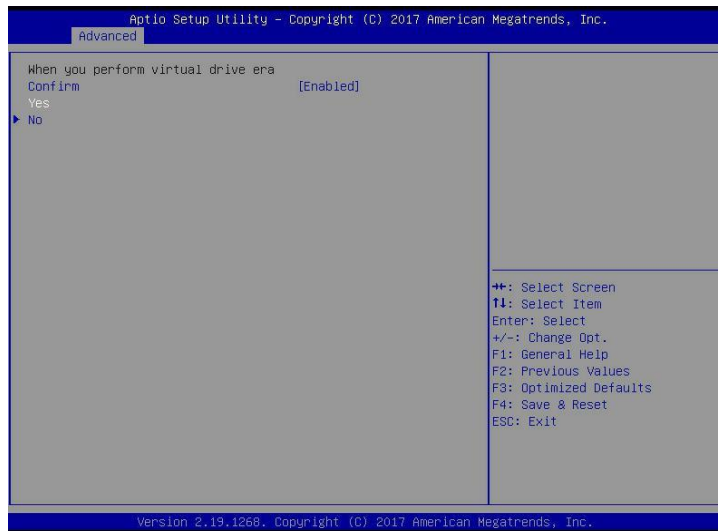 Aptio Setup Utility – Copyright (C) 2017 American Megatrends, Inc.
Advanced
When you perform virtual drive era
Confirm [Enabled]
Yes
▶ No
→←: Select Screen
↑↓: Select Item
Enter: Select
+/-: Change Opt.
F1: General Help
F2: Previous Values
F3: Optimized Defaults
F4: Save & Reset
ESC: Exit
Version 2.19.1268. Copyright (C) 2017 American Megatrends, Inc.